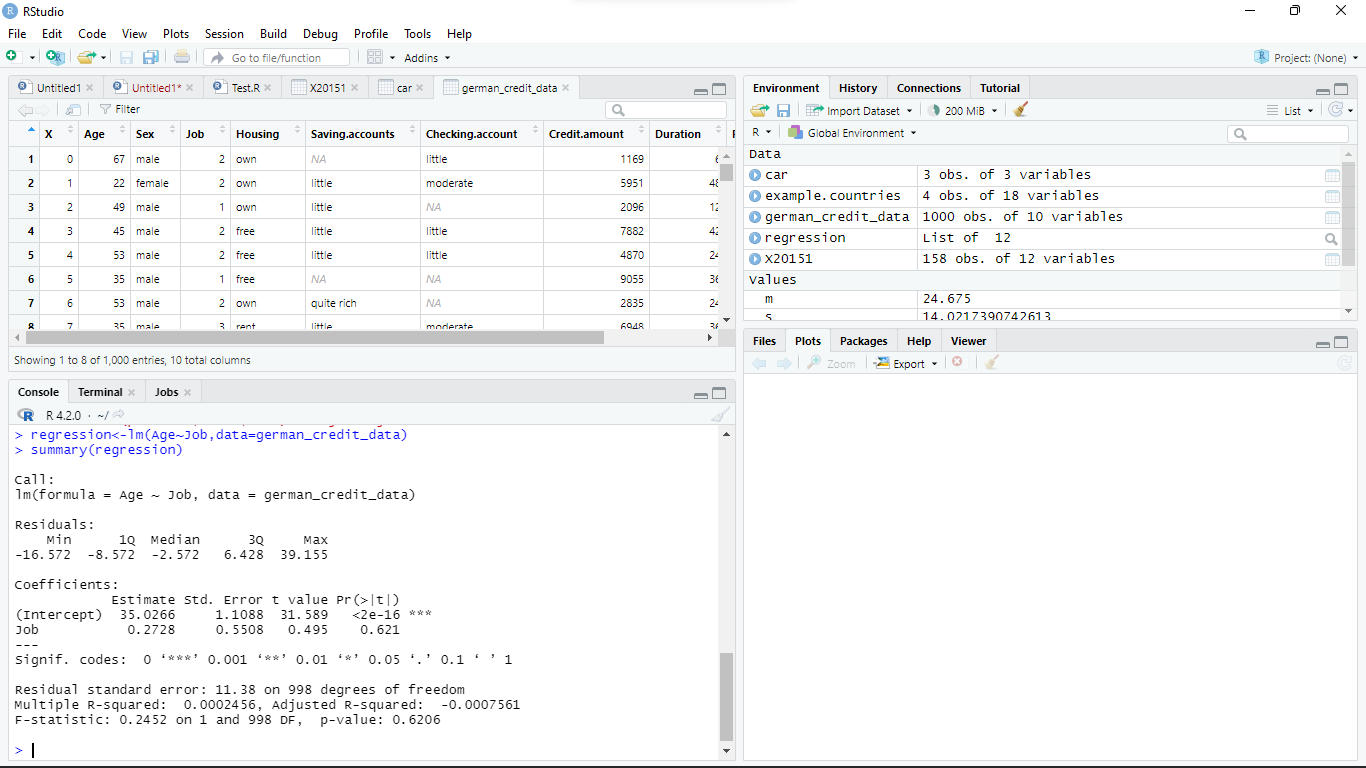 RStudio
File Edit Code View Plots Session Build Debug Profile Tools Help
Go to file/function Addins Project: (None)
Untitled1 Untitled1* Test.R X20151 car german_credit_data
Filter
X Age Sex Job Housing Saving.accounts Checking.account Credit.amount Duration
1 0 67 male 2 own NA little 1169
2 1 22 female 2 own little moderate 5951 48
3 2 49 male 1 own little NA 2096 12
4 3 45 male 2 free little little 7882 42
5 4 53 male 2 free little little 4870 24
6 5 35 male 1 free NA NA 9055 36
7 6 53 male 2 own quite rich NA 2835 24
8 7 35 male 3 rent little moderate 6948 36
Showing 1 to 8 of 1,000 entries, 10 total columns
Console Terminal Jobs
R R 4.2.0 · ~/
> regression<-lm(Age~Job,data=german_credit_data)
> summary(regression)
Call:
lm(formula = Age ~ Job, data = german_credit_data)
Residuals:
Min 1Q Median 3Q Max
-16.572 -8.572 -2.572 6.428 39.155
Coefficients:
Estimate Std. Error t value Pr(>|t|)
(Intercept) 35.0266 1.1088 31.589 <2e-16 ***
Job 0.2728 0.5508 0.495 0.621
---
Signif. codes: 0 ‘***’ 0.001 ‘**’ 0.01 ‘*’ 0.05 ‘.’ 0.1 ‘ ’ 1
Residual standard error: 11.38 on 998 degrees of freedom
Multiple R-squared: 0.0002456, Adjusted R-squared: -0.0007561
F-statistic: 0.2452 on 1 and 998 DF, p-value: 0.6206
>
Environment History Connections Tutorial
Import Dataset 200 MiB List
R Global Environment
Data
car 3 obs. of 3 variables
example.countries 4 obs. of 18 variables
german_credit_data 1000 obs. of 10 variables
regression List of 12
X20151 158 obs. of 12 variables
Values
m 24.675
s 14.0217390742613
Files Plots Packages Help Viewer
Zoom Export